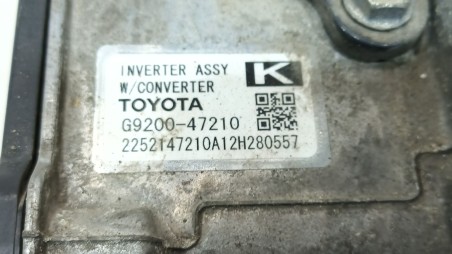 INVERTER ASSY K
W/CONVERTER
TOYOTA
G9200-47210
2252147210A12H280557